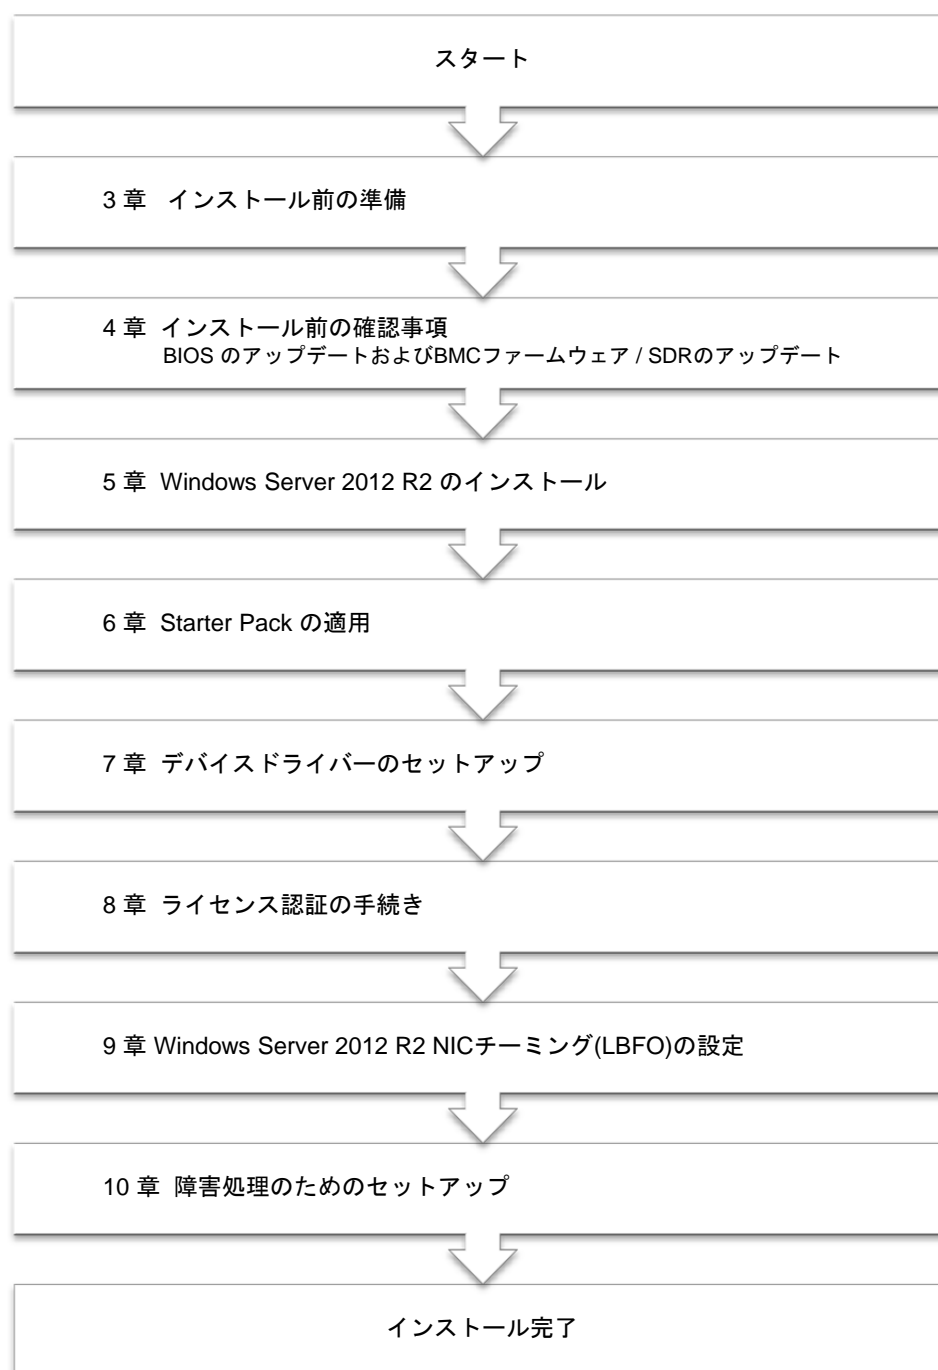 スタート
3 章 インストール前の準備
4 章 インストール前の確認事項
BIOS のアップデートおよびBMCファームウェア / SDRのアップデート
5 章 Windows Server 2012 R2 のインストール
6 章 Starter Pack の適用
7 章 デバイスドライバーのセットアップ
8 章 ライセンス認証の手続き
9 章 Windows Server 2012 R2 NICチーミング(LBFO)の設定
10 章 障害処理のためのセットアップ
インストール完了